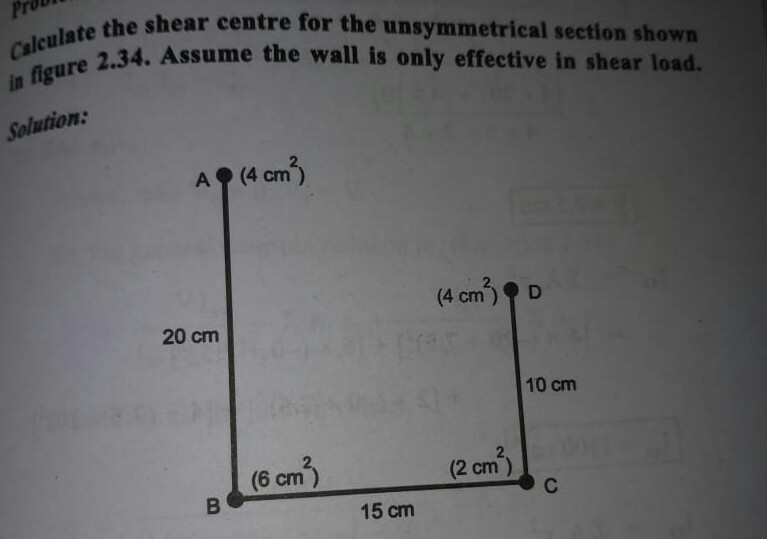 Calculate the shear centre for the unsymmetrical section shown
in figure 2.34. Assume the wall is only effective in shear load.
Solution:
A (4 cm²)
(4 cm²) D
20 cm
10 cm
(6 cm²)
(2 cm²)
B
C
15 cm